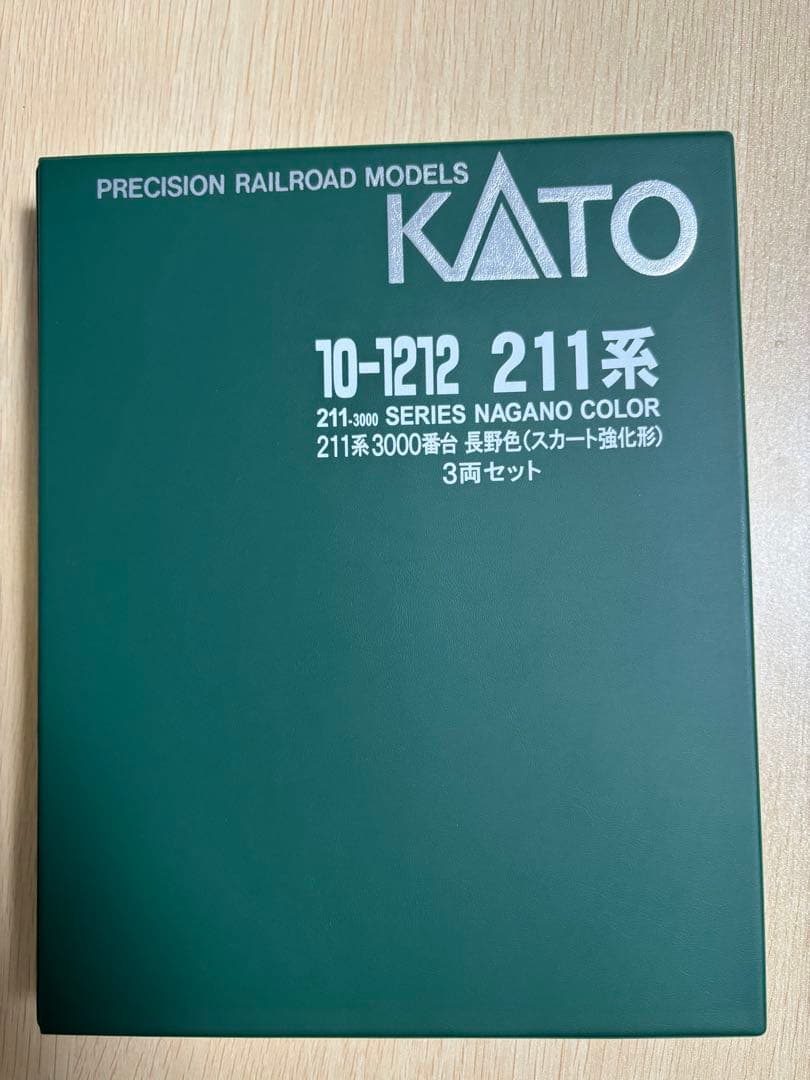 PRECISION RAILROAD MODELS
KATO
10-1212 211系
211-3000 SERIES NAGANO COLOR
211系3000番台 長野色(スカート強化形)
3両セット